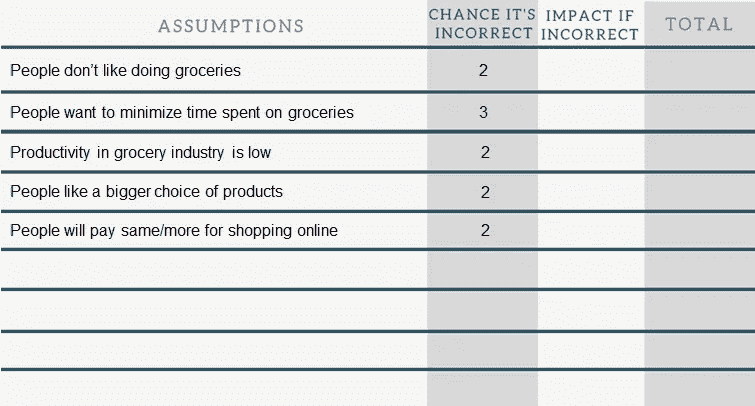 ASSUMPTIONS CHANCE IT'S INCORRECT IMPACT IF INCORRECT TOTAL
People don’t like doing groceries 2
People want to minimize time spent on groceries 3
Productivity in grocery industry is low 2
People like a bigger choice of products 2
People will pay same/more for shopping online 2